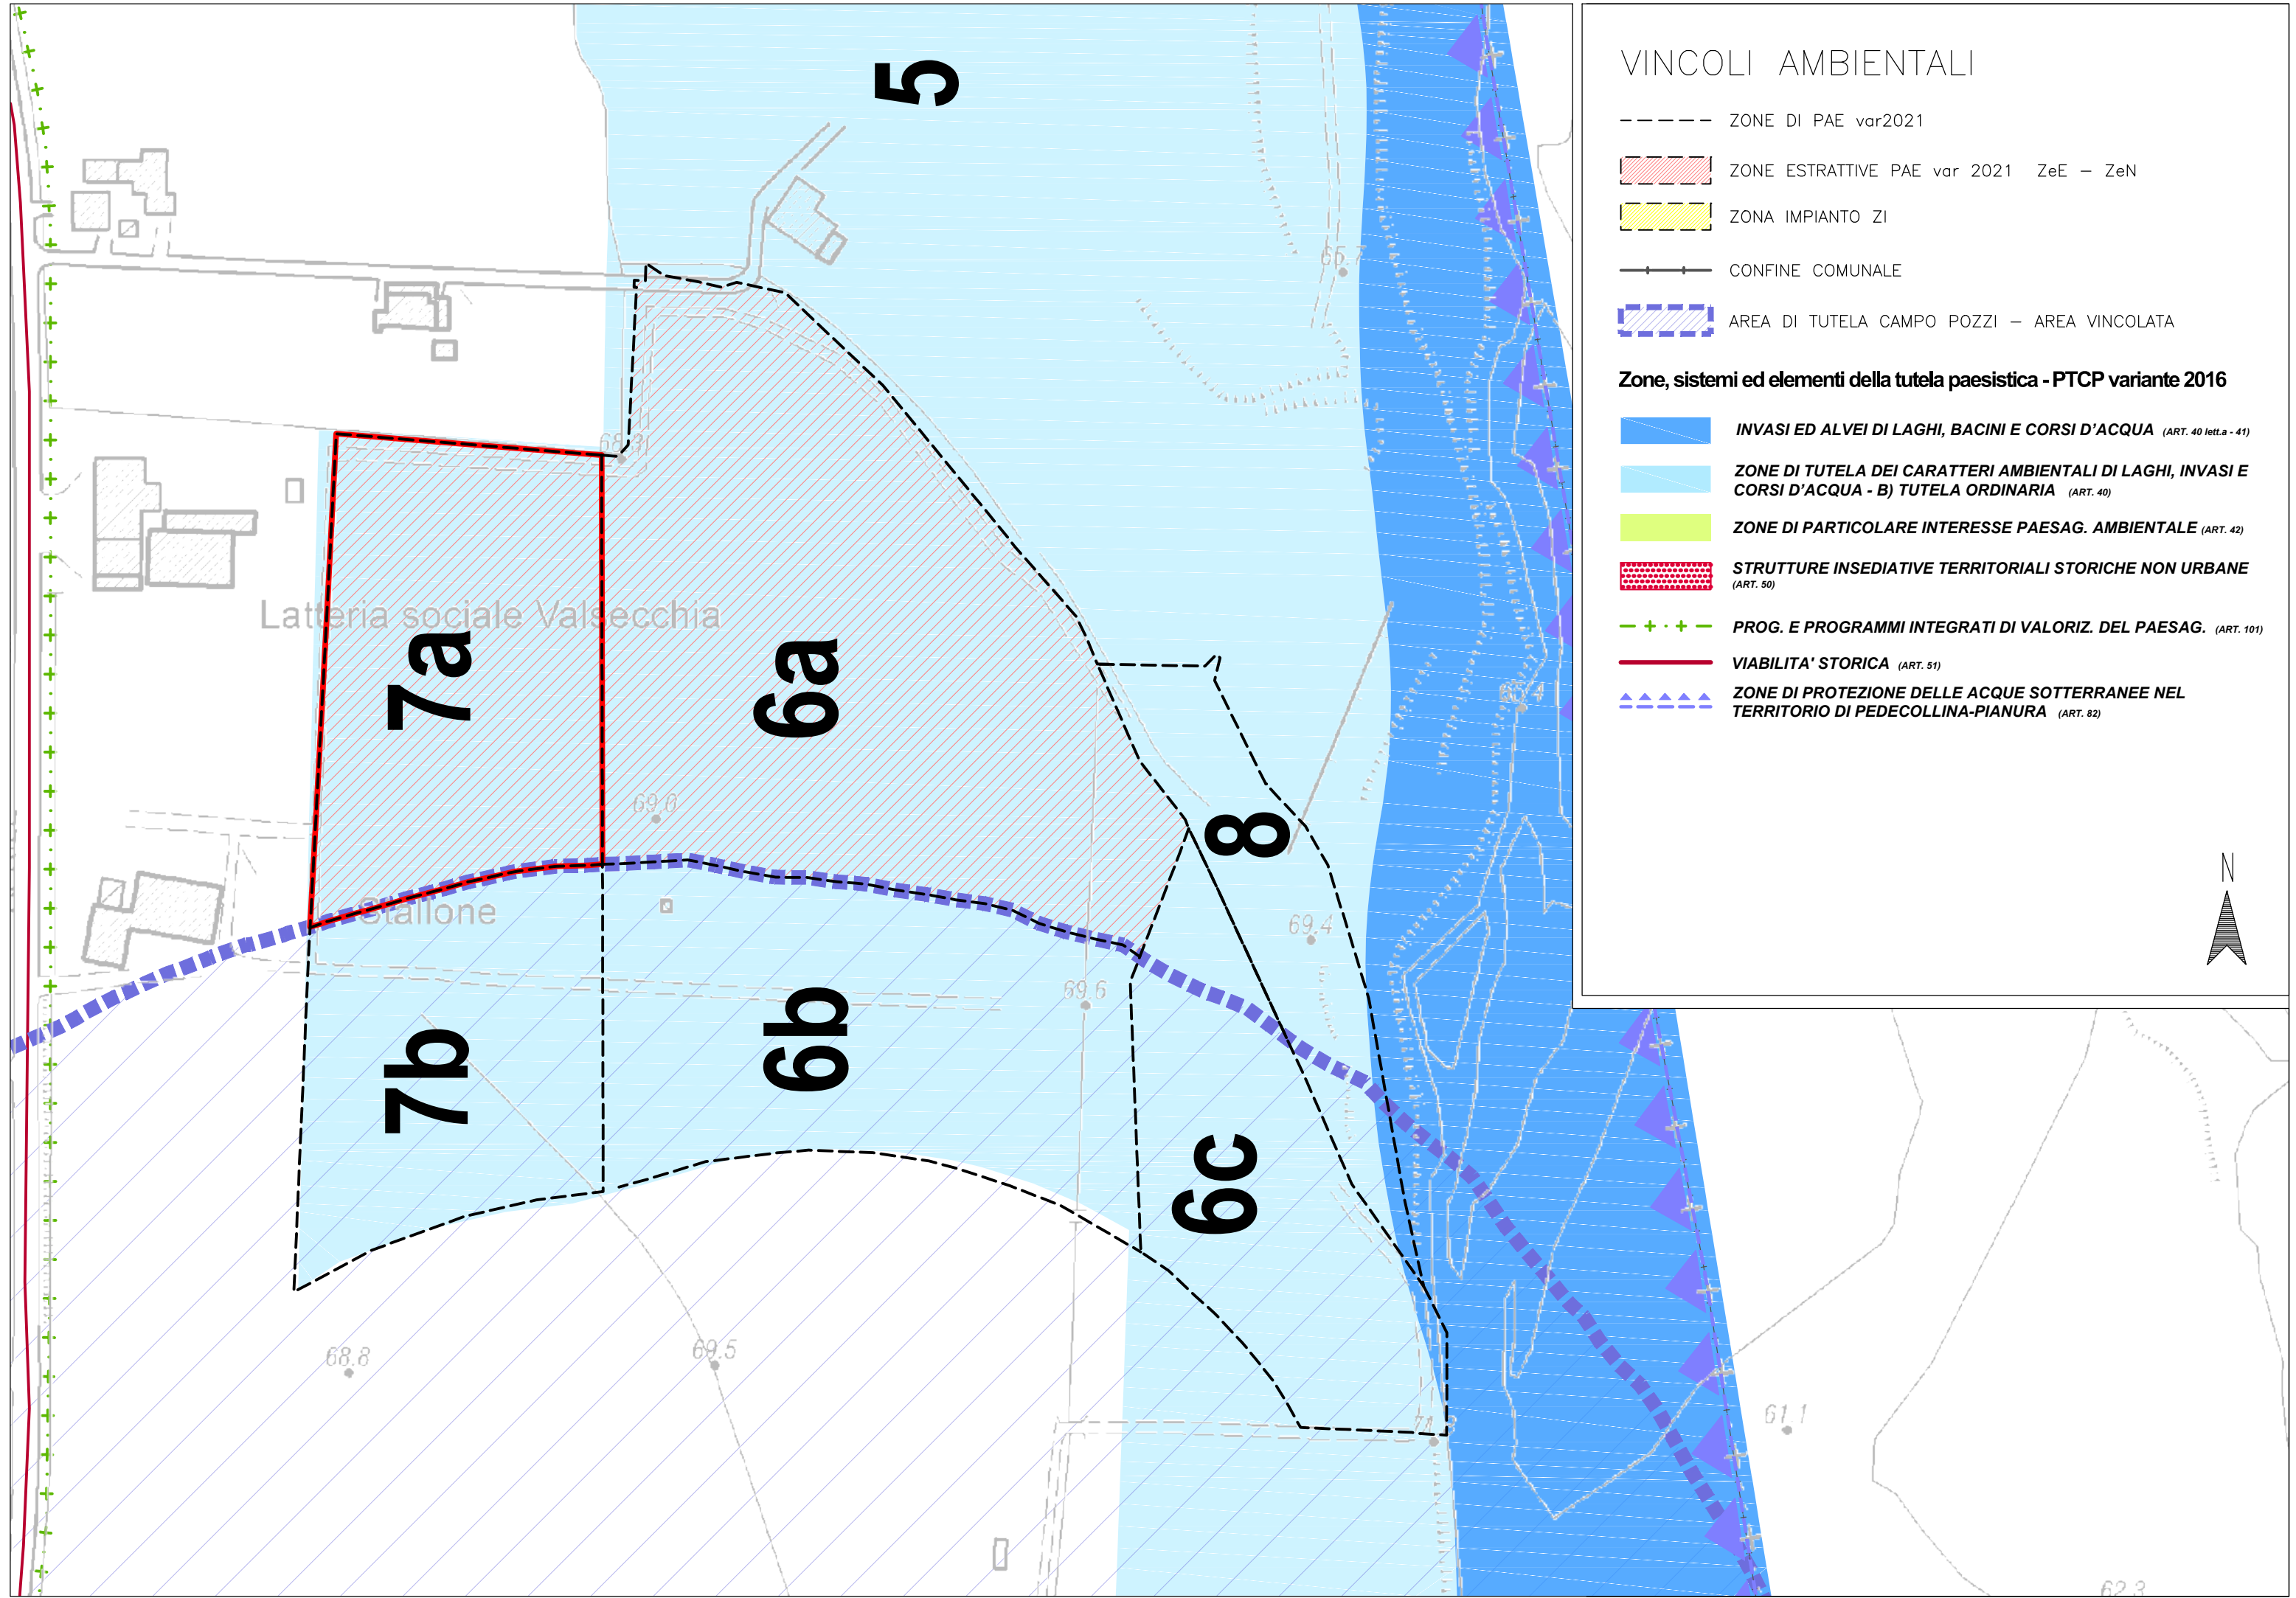 VINCOLI AMBIENTALI
ZONE DI PAE var2021
ZONE ESTRATTIVE PAE var 2021 ZeE – ZeN
ZONA IMPIANTO ZI
CONFINE COMUNALE
AREA DI TUTELA CAMPO POZZI – AREA VINCOLATA
Zone, sistemi ed elementi della tutela paesistica - PTCP variante 2016
INVASI ED ALVEI DI LAGHI, BACINI E CORSI D'ACQUA (ART. 40 lett.a - 41)
ZONE DI TUTELA DEI CARATTERI AMBIENTALI DI LAGHI, INVASI E
CORSI D'ACQUA - B) TUTELA ORDINARIA (ART. 40)
ZONE DI PARTICOLARE INTERESSE PAESAG. AMBIENTALE (ART. 42)
STRUTTURE INSEDIATIVE TERRITORIALI STORICHE NON URBANE
(ART. 50)
PROG. E PROGRAMMI INTEGRATI DI VALORIZ. DEL PAESAG. (ART. 101)
VIABILITA' STORICA (ART. 51)
ZONE DI PROTEZIONE DELLE ACQUE SOTTERRANEE NEL
TERRITORIO DI PEDECOLLINA-PIANURA (ART. 82)
N
5
65.7
68.3
Latteria sociale Valsecchia
7a
6a
69.0
8
Stallone
69.4
69.6
7b
6b
6c
68.8
69.5
61.1
62.3